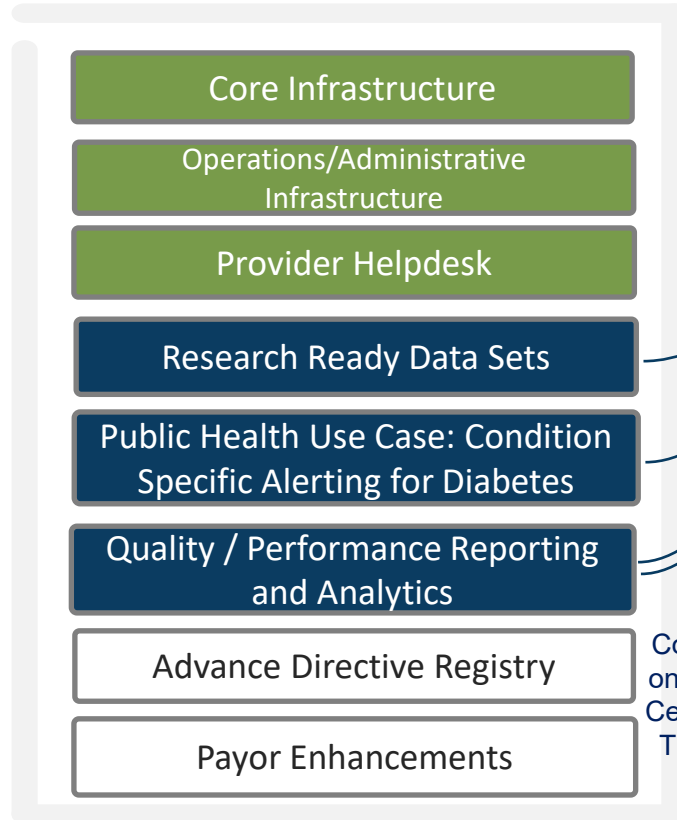 Core Infrastructure
Operations/Administrative
Infrastructure
Provider Helpdesk
Research Ready Data Sets
Public Health Use Case: Condition
Specific Alerting for Diabetes
Quality / Performance Reporting
and Analytics
Advance Directive Registry
Payor Enhancements